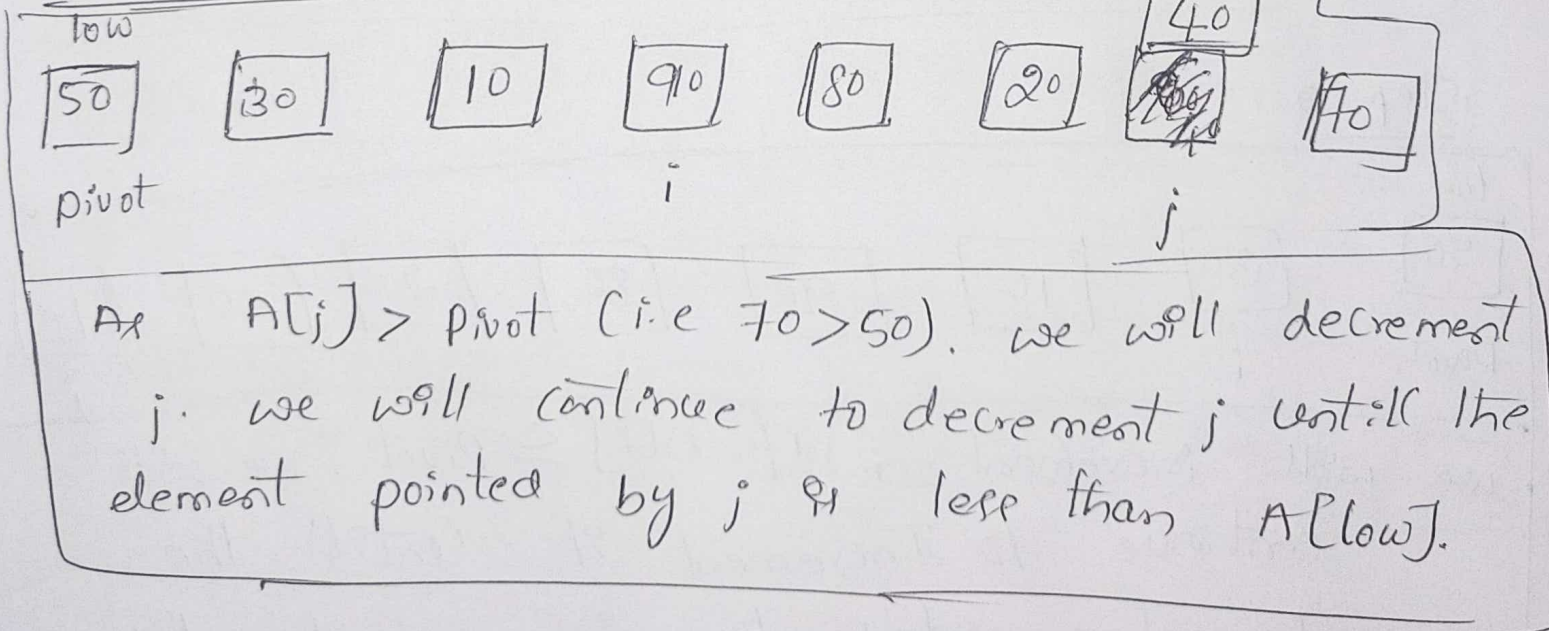 low
40
50 30 10 90 80 20 70
pivot i j
As A[j] > pivot (i.e 70 > 50). we will decrement
j. we will continue to decrement j untill the
element pointed by j is less than A[low].